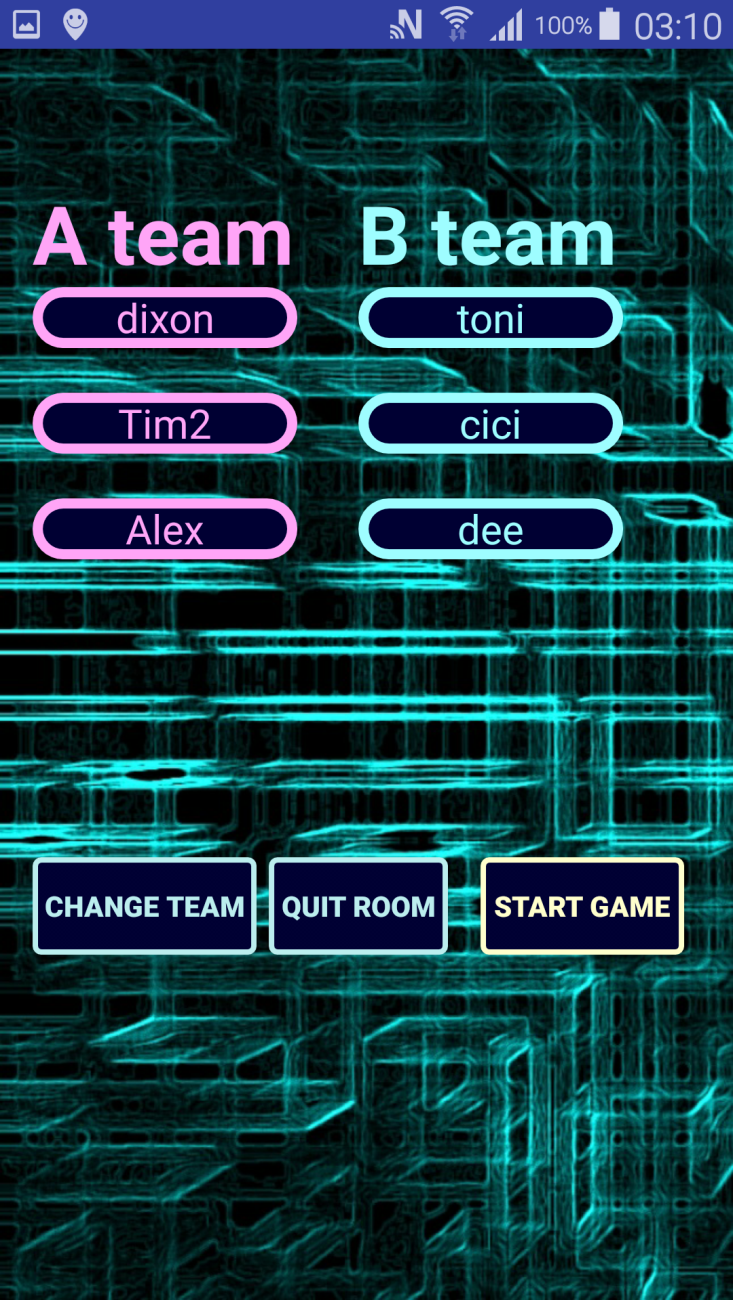 100% 03:10
A team B team
dixon toni
Tim2 cici
Alex dee
CHANGE TEAM QUIT ROOM START GAME